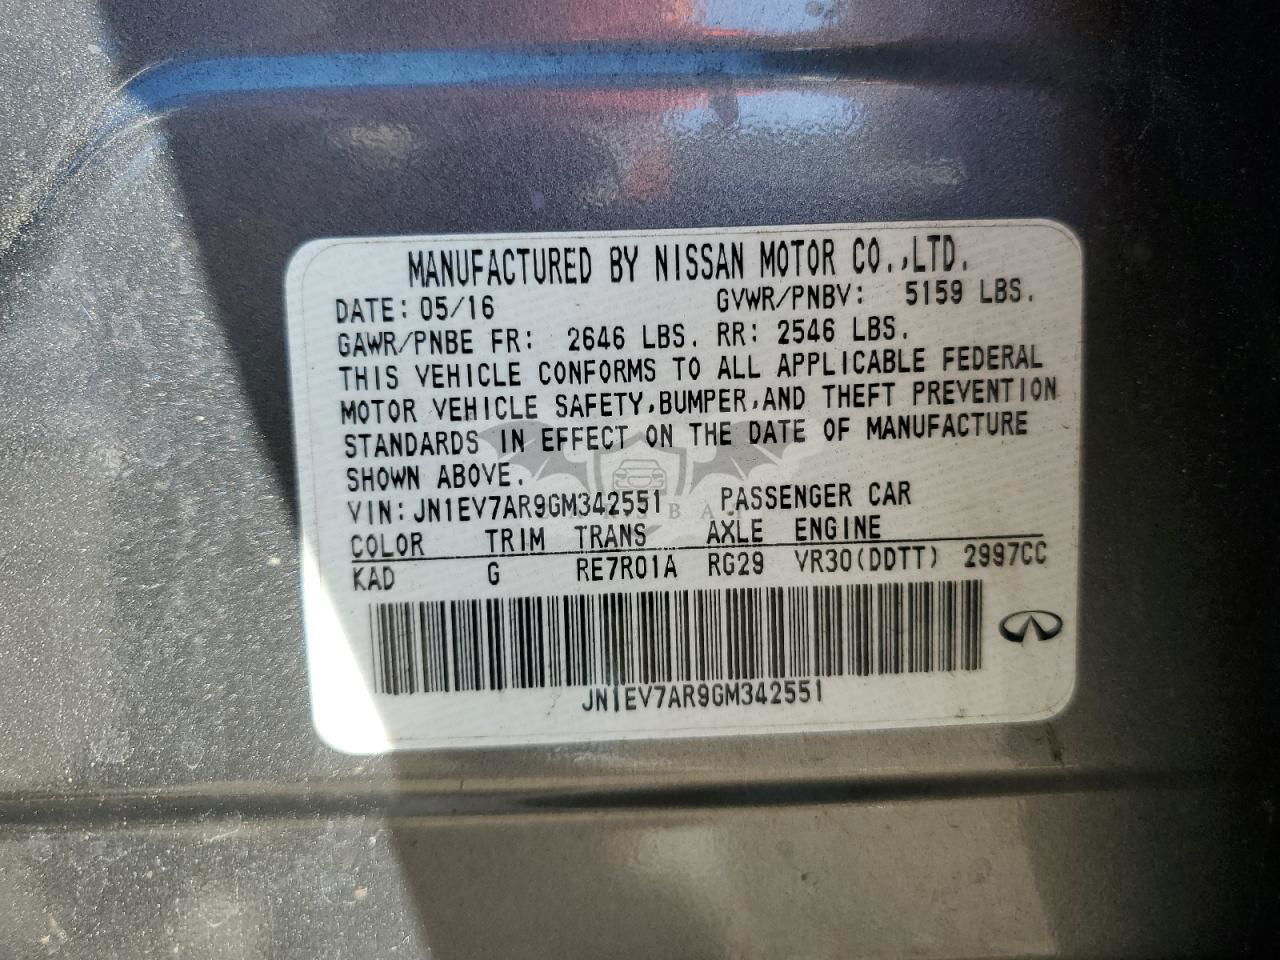 MANUFACTURED BY NISSAN MOTOR CO.,LTD.
DATE: 05/16 GVWR/PNBV: 5159 LBS.
GAWR/PNBE FR: 2646 LBS. RR: 2546 LBS.
THIS VEHICLE CONFORMS TO ALL APPLICABLE FEDERAL
MOTOR VEHICLE SAFETY,BUMPER,AND THEFT PREVENTION
STANDARDS IN EFFECT ON THE DATE OF MANUFACTURE
SHOWN ABOVE.
VIN: JN1EV7AR9GM342551 PASSENGER CAR
COLOR TRIM TRANS AXLE ENGINE
KAD G RE7R01A RG29 VR30(DDTT) 2997CC
JN1EV7AR9GM342551